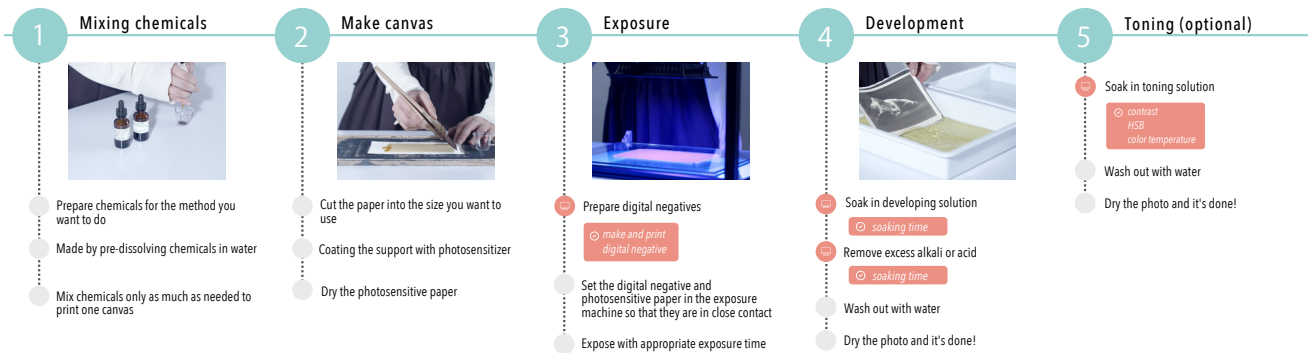 1
Mixing chemicals
Prepare chemicals for the method you
want to do
Made by pre-dissolving chemicals in water
Mix chemicals only as much as needed to
print one canvas
2
Make canvas
Cut the paper into the size you want to
use
Coating the support with photosensitizer
Dry the photosensitive paper
3
Exposure
Prepare digital negatives
make and print
digital negative
Set the digital negative and
photosensitive paper in the exposure
machine so that they are in close contact
Expose with appropriate exposure time
4
Development
Soak in developing solution
soaking time
Remove excess alkali or acid
soaking time
Wash out with water
Dry the photo and it's done!
5
Toning (optional)
Soak in toning solution
contrast
HSB
color temperature
Wash out with water
Dry the photo and it's done!